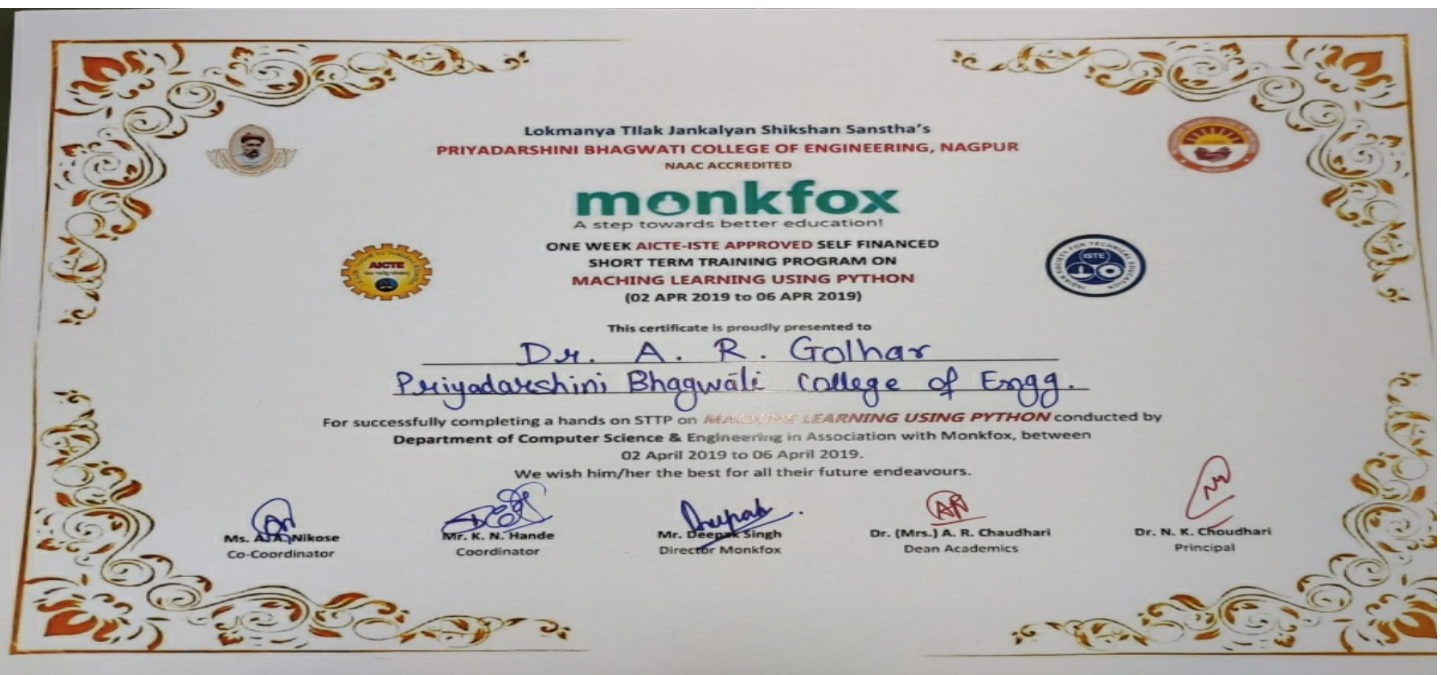 Lokmanya TIlak Jankalyan Shikshan Sanstha's
PRIYADARSHINI BHAGWATI COLLEGE OF ENGINEERING, NAGPUR
NAAC ACCREDITED
monkfox
A step towards better education!
ONE WEEK AICTE-ISTE APPROVED SELF FINANCED
AICTE
ISTE
SHORT TERM TRAINING PROGRAM ON
MACHING LEARNING USING PYTHON
(02 APR 2019 to 06 APR 2019)
This certificate is proudly presented to
Dr. A. R. Golhar
Priyadarshini Bhagwati College of Engg.
For successfully completing a hands on STTP on MACHINE LEARNING USING PYTHON conducted by
Department of Computer Science & Engineering in Association with Monkfox, between
02 April 2019 to 06 April 2019.
We wish him/her the best for all their future endeavours.
Ms. A. A. Nikose Mr. K. N. Hande Mr. Deepak Singh Dr. (Mrs.) A. R. Chaudhari Dr. N. K. Choudhari
Co-Coordinator Coordinator Director Monkfox Dean Academics Principal